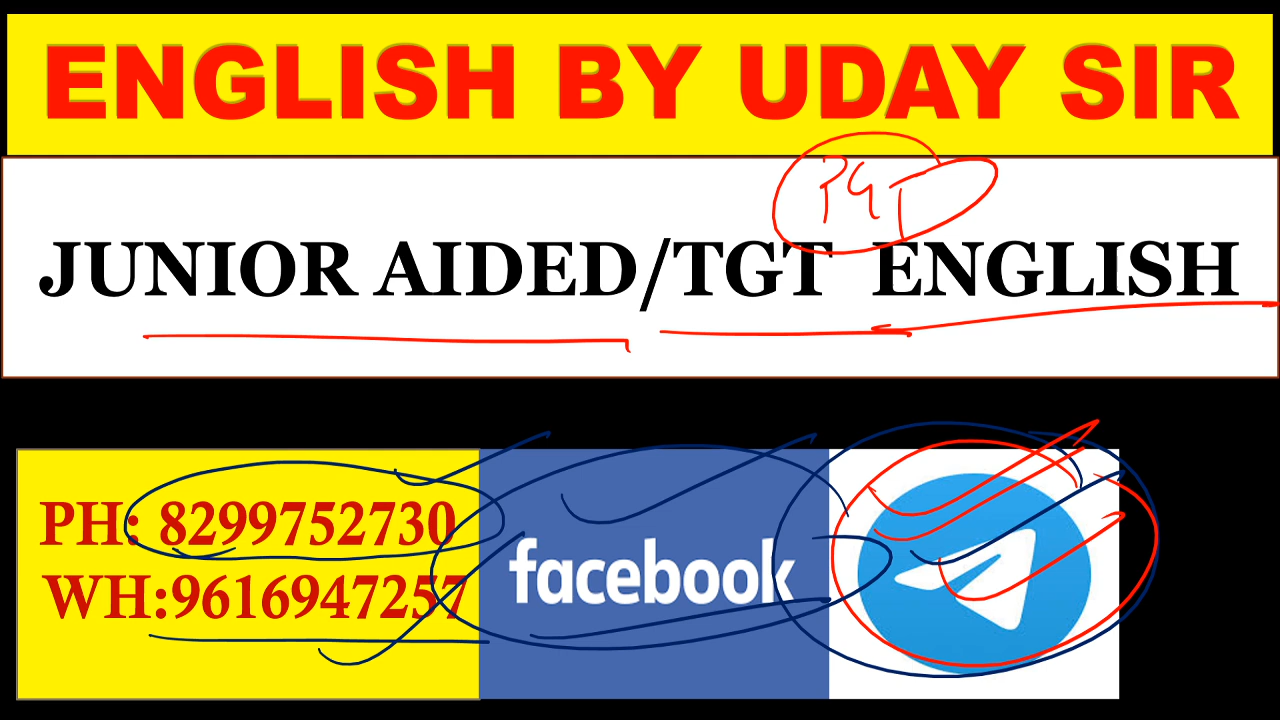 ENGLISH BY UDAY SIR
PGT
JUNIOR AIDED/TGT ENGLISH
PH: 8299752730
WH:9616947257
facebook